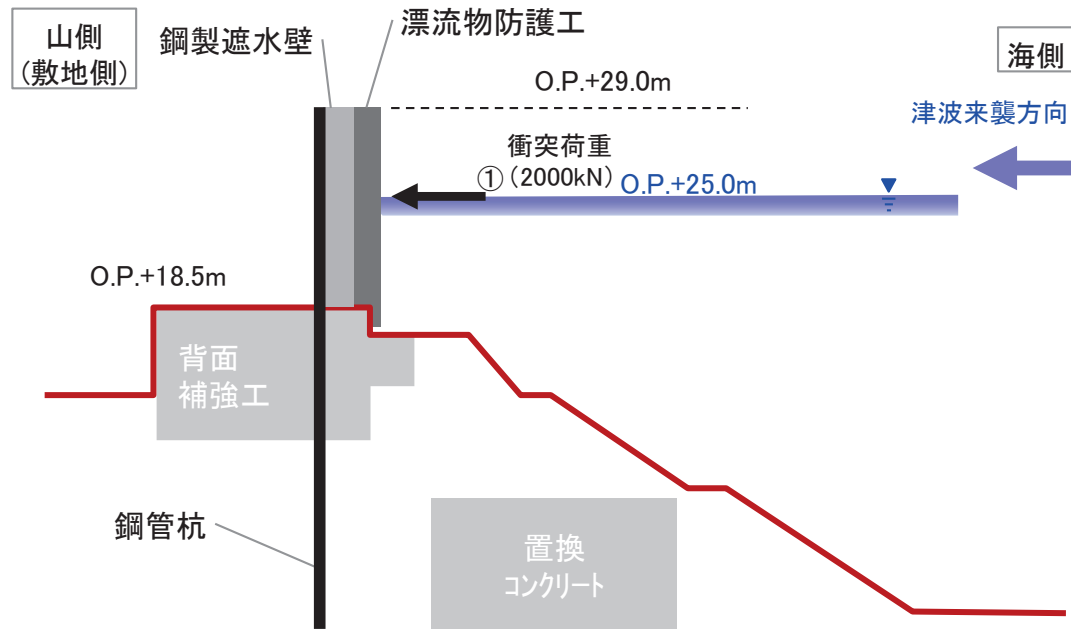 山側
(敷地側)
鋼製遮水壁
漂流物防護工
海側
O.P.+29.0m
津波来襲方向
衝突荷重
①(2000kN)
O.P.+25.0m
O.P.+18.5m
背面
補強工
鋼管杭
置換
コンクリート